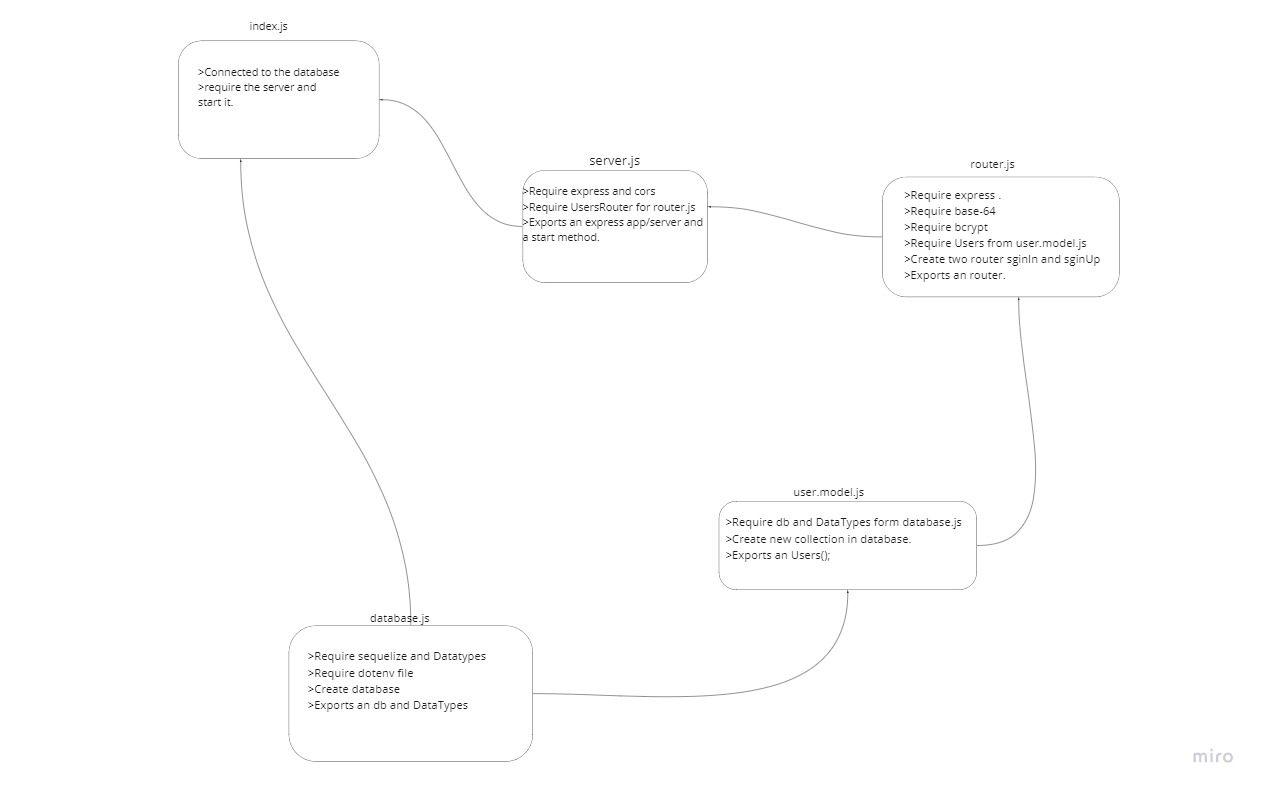 index.js
>Connected to the database
>require the server and
start it.
server.js
>Require express and cors
>Require UsersRouter for router.js
>Exports an express app/server and
a start method.
router.js
>Require express .
>Require base-64
>Require bcrypt
>Require Users from user.model.js
>Create two router sginIn and sginUp
>Exports an router.
user.model.js
>Require db and DataTypes form database.js
>Create new collection in database.
>Exports an Users();
database.js
>Require sequelize and Datatypes
>Require dotenv file
>Create database
>Exports an db and DataTypes
miro